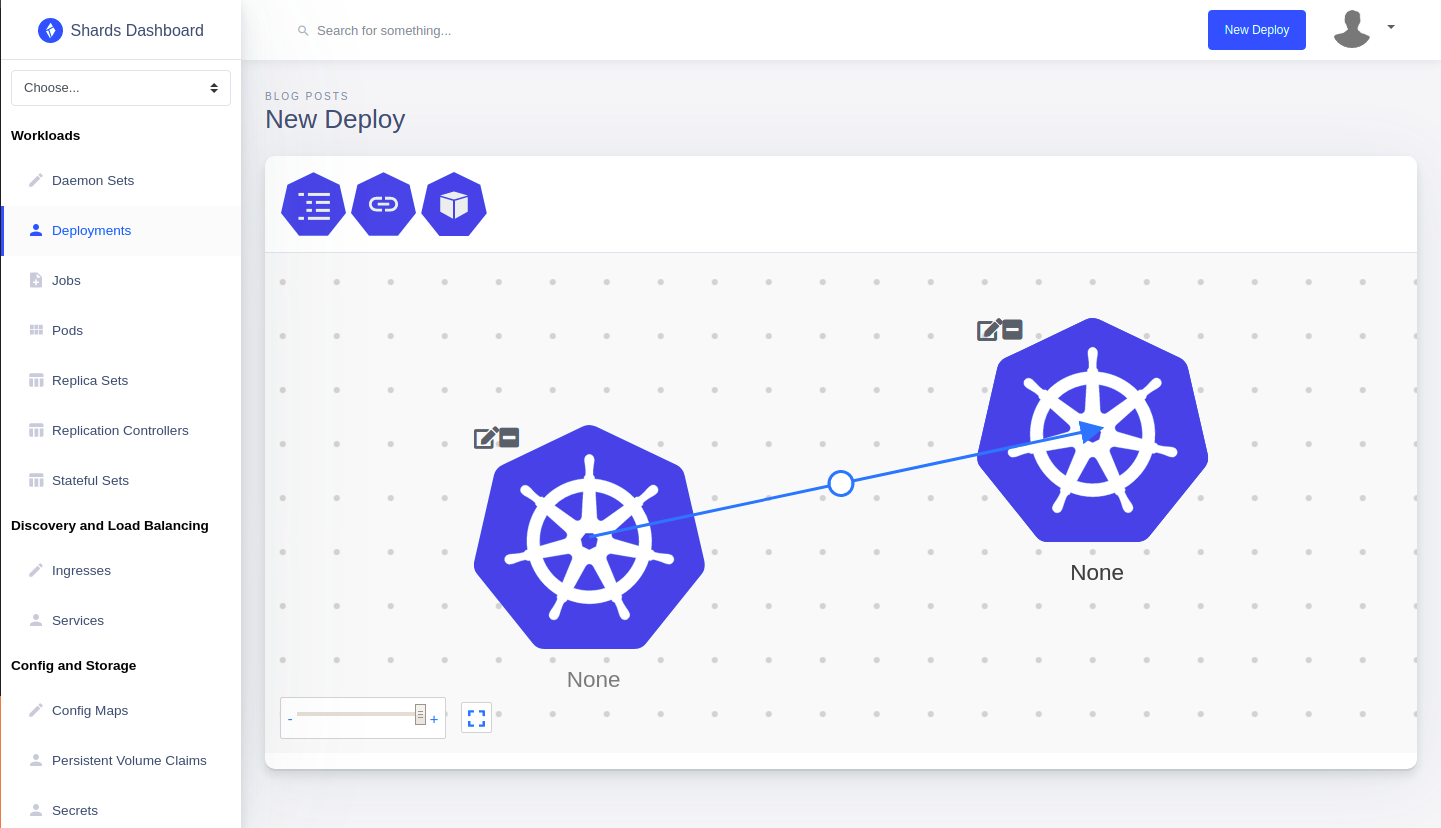 Shards Dashboard
Search for something...
New Deploy
Choose...
Workloads
Daemon Sets
Deployments
Jobs
Pods
Replica Sets
Replication Controllers
Stateful Sets
Discovery and Load Balancing
Ingresses
Services
Config and Storage
Config Maps
Persistent Volume Claims
Secrets
BLOG POSTS
New Deploy
None
None
- +